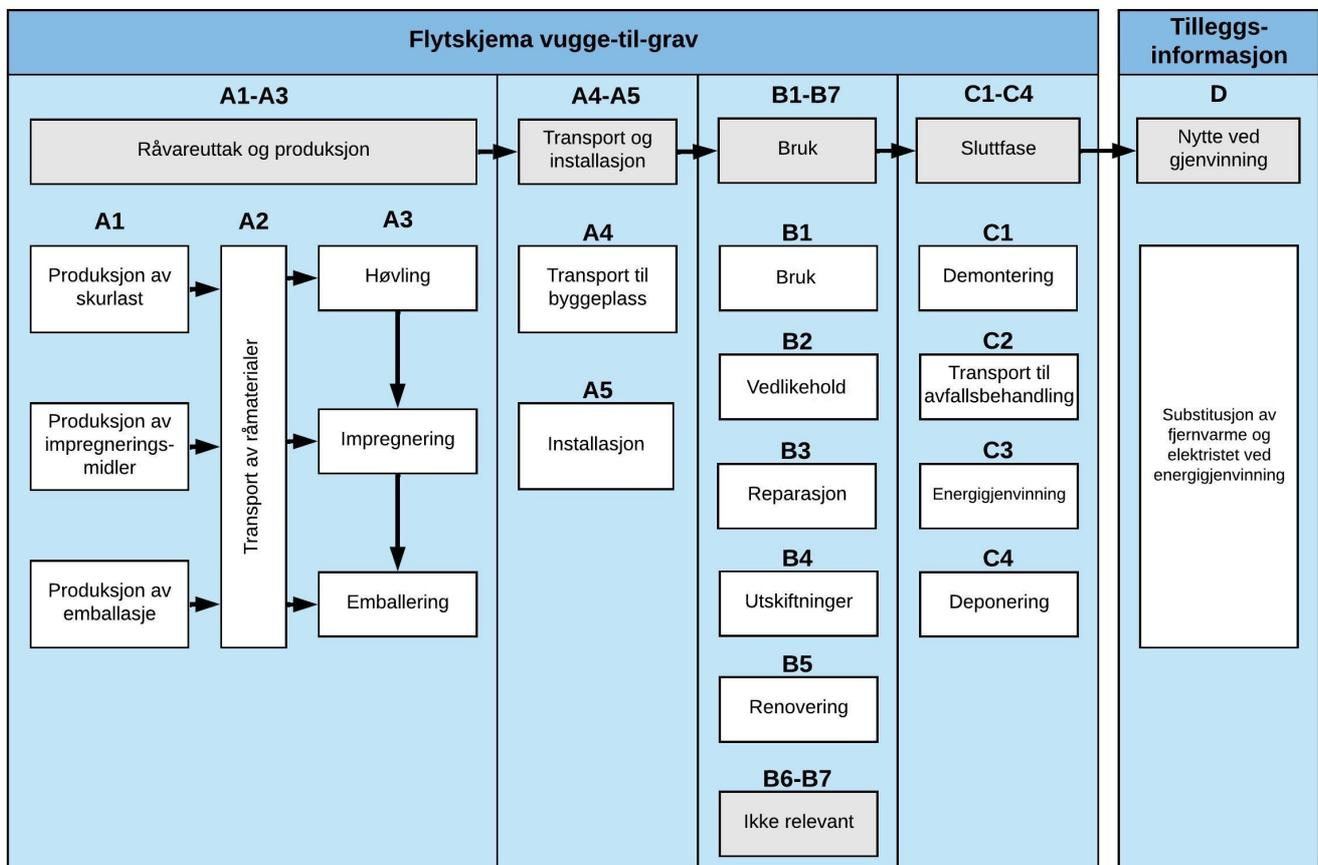 Flytskjema vugge-til-grav
Tilleggs-
informasjon
A1-A3
A4-A5
B1-B7
C1-C4
D
Råvareuttak og produksjon
Transport og
installasjon
Bruk
Sluttfase
Nytte ved
gjenvinning
A1
Produksjon av
skurlast
Produksjon av
impregnerings-
midler
Produksjon av
emballasje
A2
Transport av råmaterialer
A3
Høvling
Impregnering
Emballering
A4
Transport til
byggeplass
A5
Installasjon
B1
Bruk
B2
Vedlikehold
B3
Reparasjon
B4
Utskiftninger
B5
Renovering
B6-B7
Ikke relevant
C1
Demontering
C2
Transport til
avfallsbehandling
C3
Energigjenvinning
C4
Deponering
Substitusjon av
fjernvarme og
elektristet ved
energigjenvinning